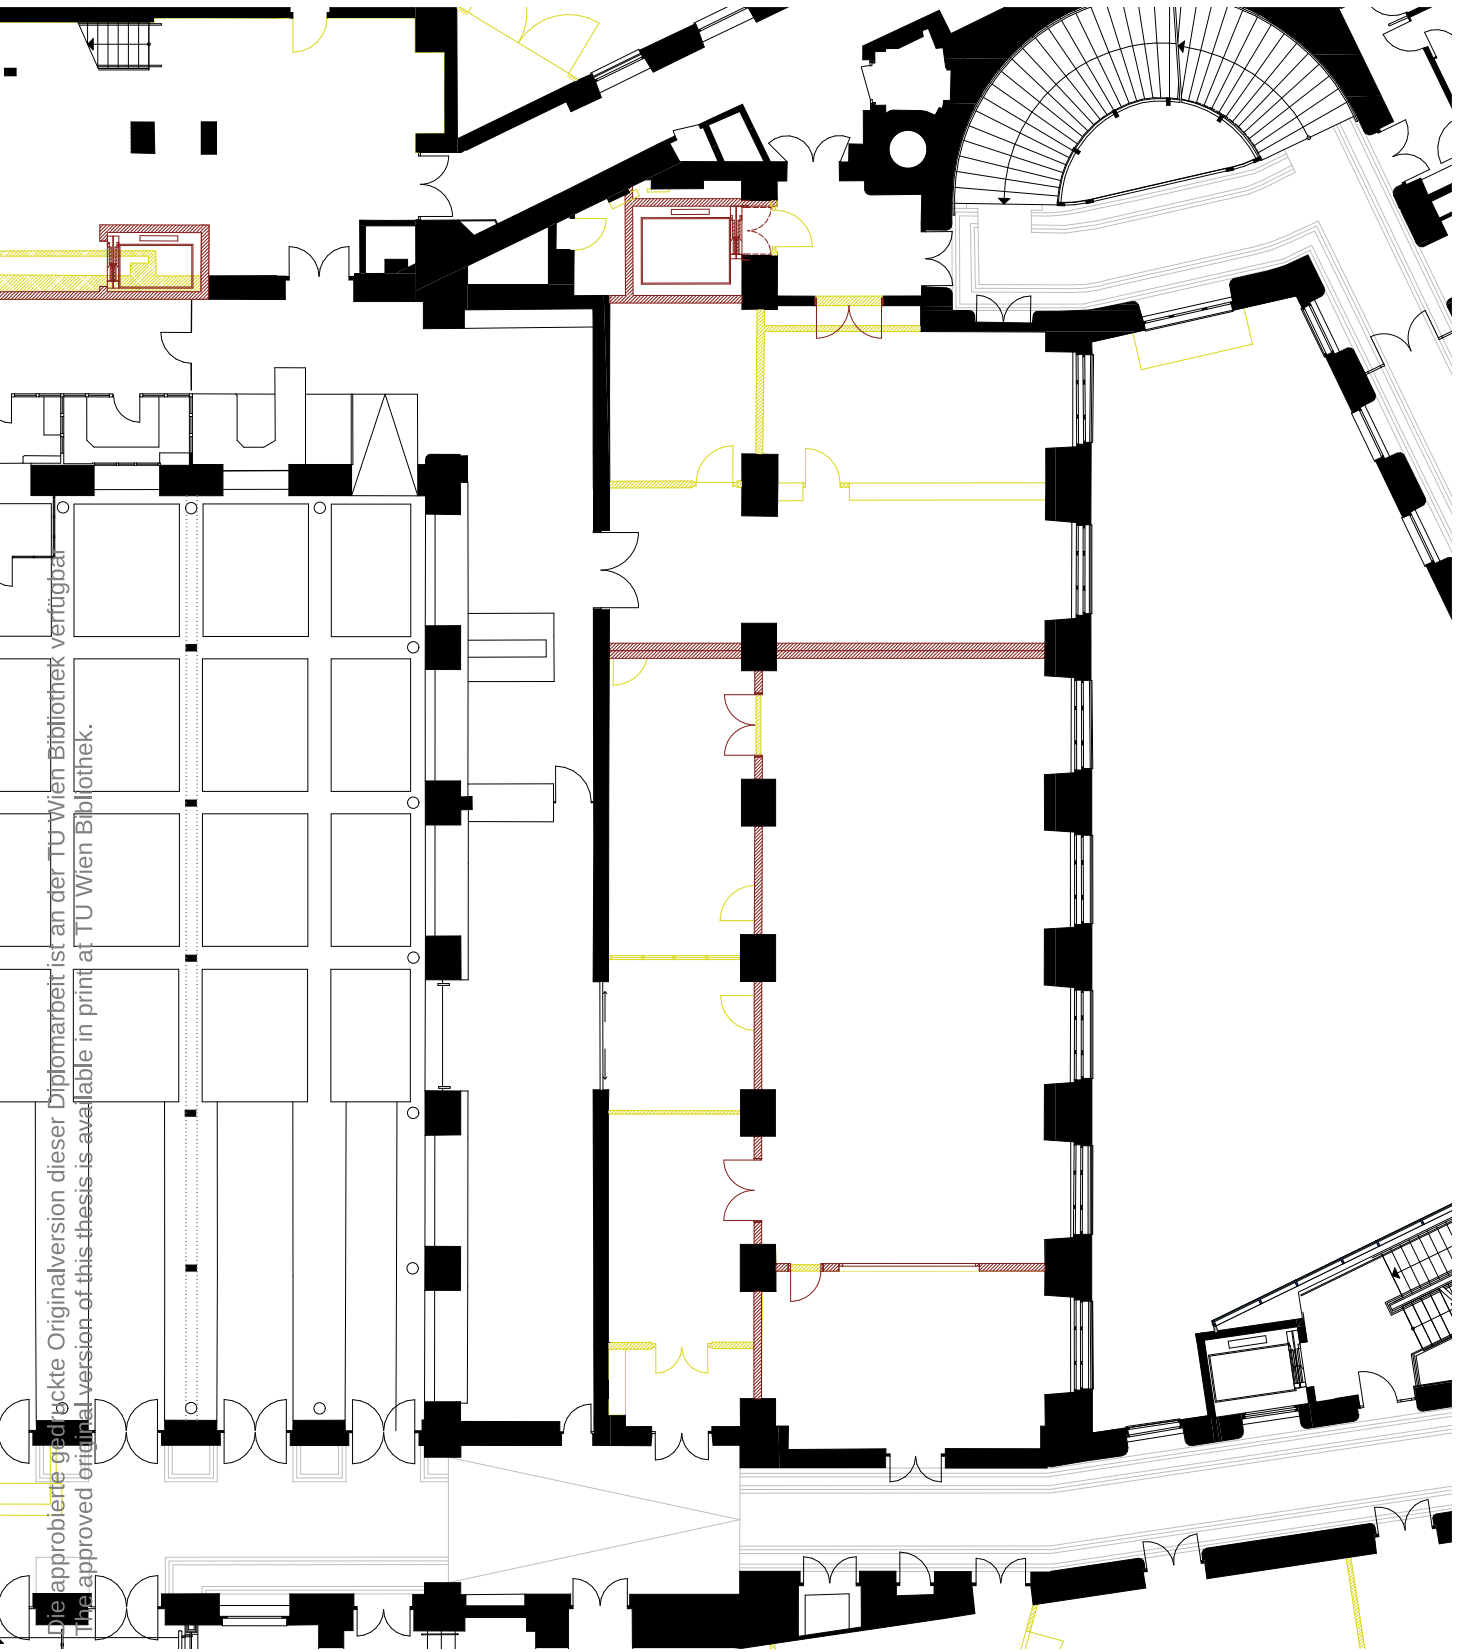 Die approbierte gedruckte Originalversion dieser Diplomarbeit ist an der TU Wien Bibliothek verfügbar
The approved original version of this thesis is available in print at TU Wien Bibliothek.